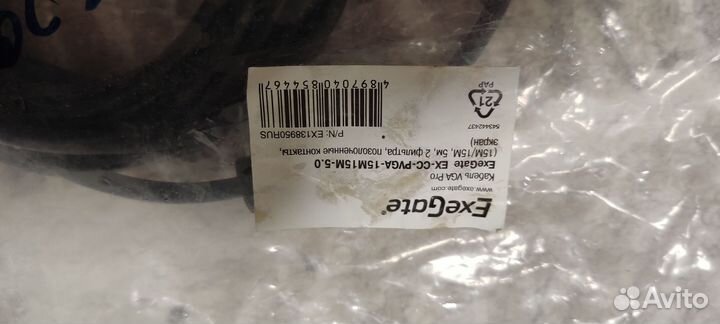 ExeGate®
www.exegate.com
Кабель VGA Pro
ExeGate EX-CC-PVGA-15M15M-5.0
(15M/15M, 5м, 2 фильтра, позолоченные контакты,
экран)
P/N: EX138950RUS
4897040854467
21
PAP
543442437
Avito